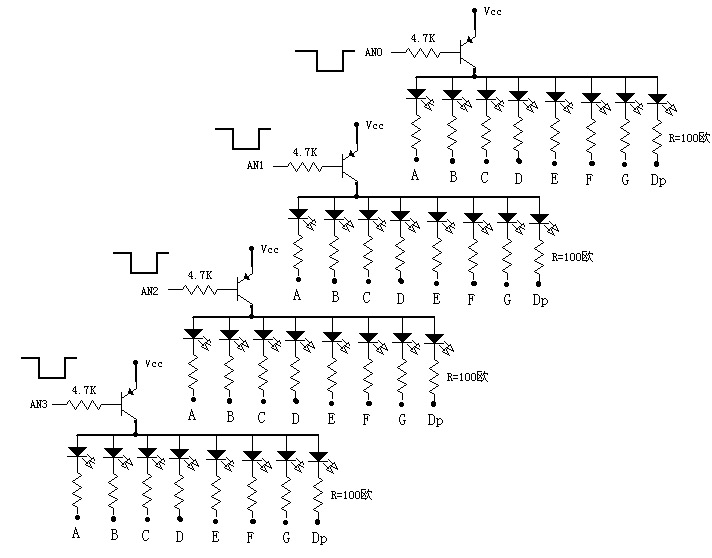 Vcc
4.7K
AN0
R=100欧
A B C D E F G Dp
Vcc
4.7K
AN1
R=100欧
A B C D E F G Dp
Vcc
4.7K
AN2
R=100欧
A B C D E F G Dp
Vcc
4.7K
AN3
R=100欧
A B C D E F G Dp